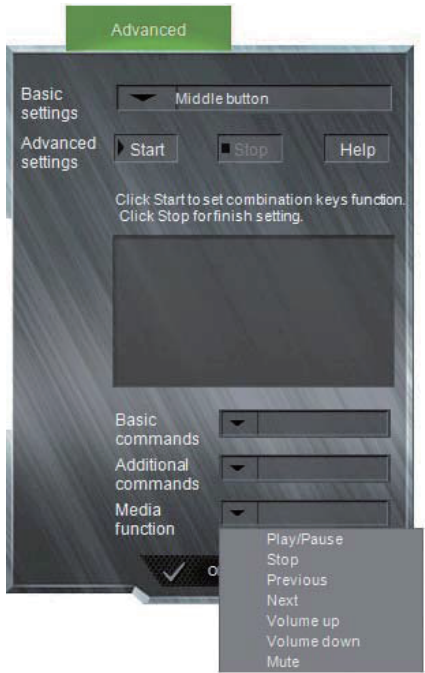 Advanced
Basic
settings
Middle button
Advanced
settings
Start
Stop
Help
Click Start to set combination keys function.
Click Stop for finish setting.
Basic
commands
Additional
commands
Media
function
Play/Pause
Stop
Previous
Next
Volume up
Volume down
Mute